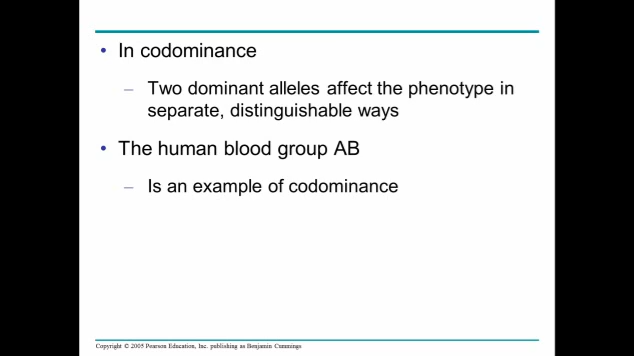 • In codominance
– Two dominant alleles affect the phenotype in
separate, distinguishable ways
• The human blood group AB
– Is an example of codominance
Copyright © 2005 Pearson Education, Inc. publishing as Benjamin Cummings